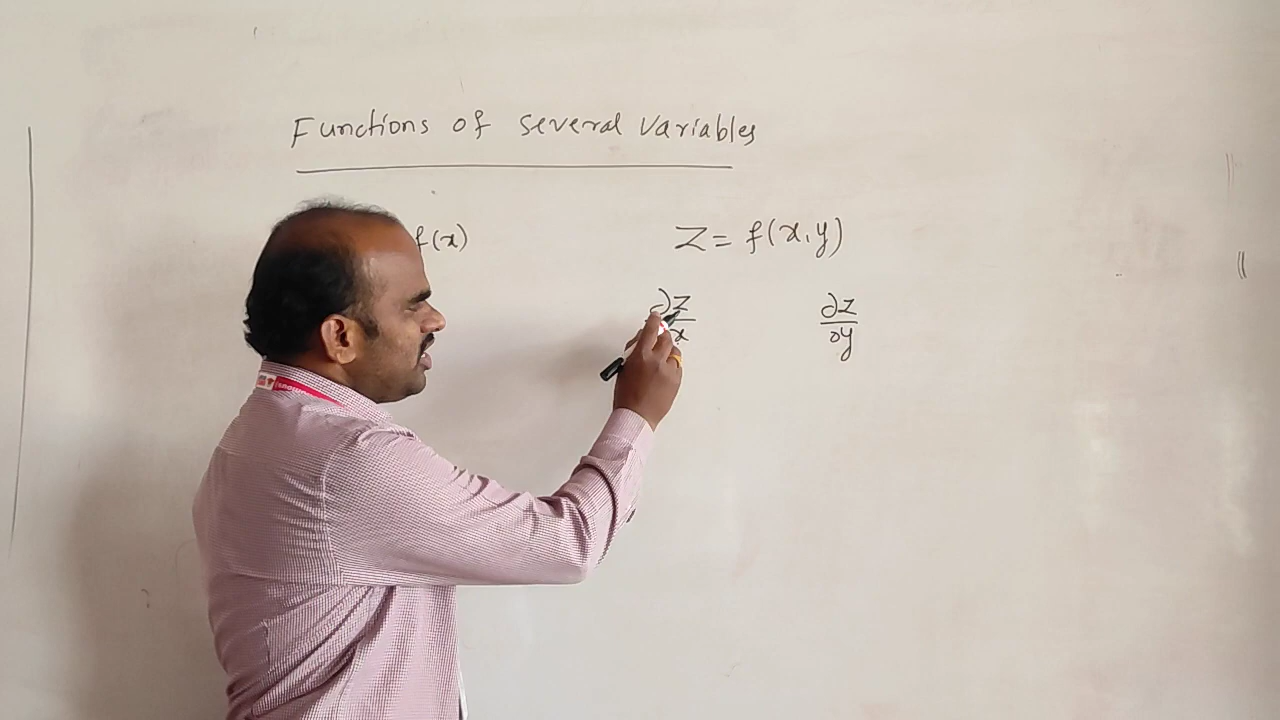 Functions of several variables
f(x) Z = f(x,y)
∂z/∂x ∂z/∂y